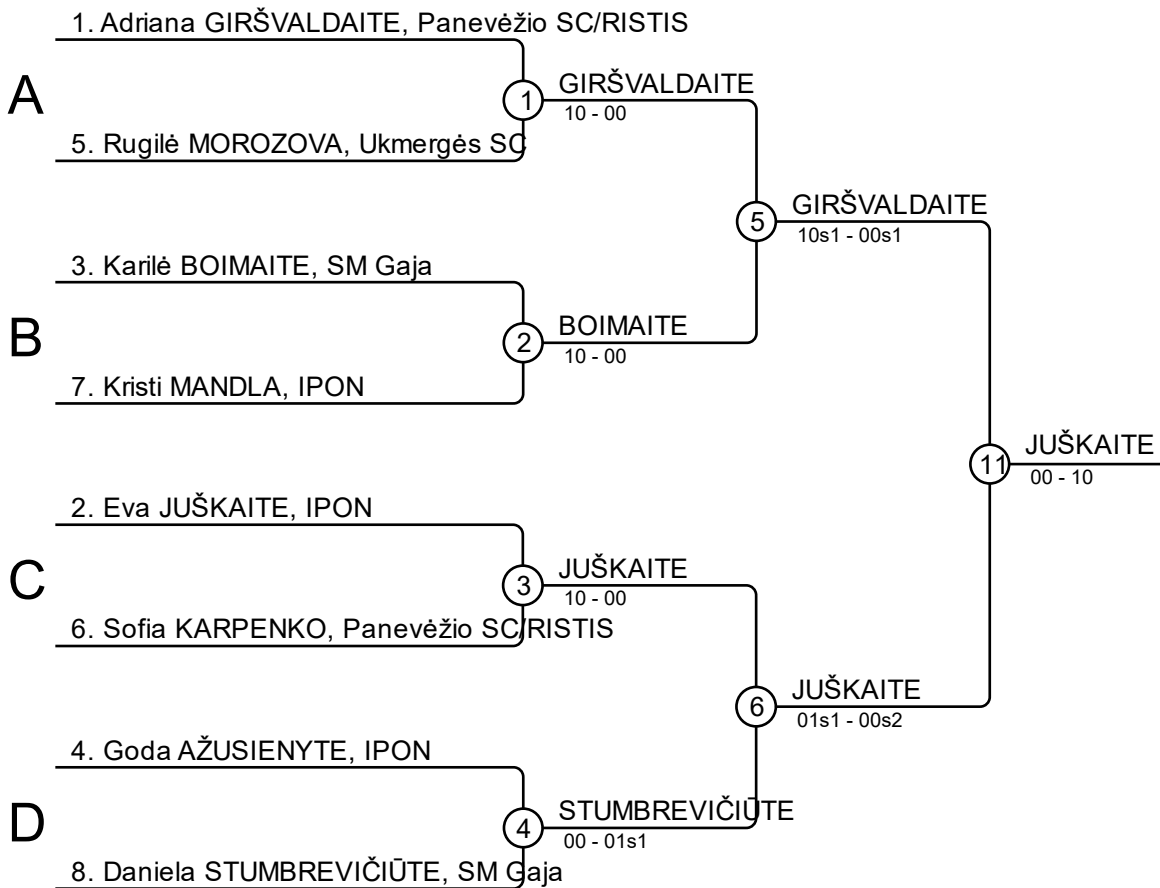 1. Adriana GIRŠVALDAITE, Panevėžio SC/RISTIS
A
1
GIRŠVALDAITE
10 - 00
5. Rugilė MOROZOVA, Ukmergės SC
5
GIRŠVALDAITE
10s1 - 00s1
3. Karilė BOIMAITE, SM Gaja
B
2
BOIMAITE
10 - 00
7. Kristi MANDLA, IPON
11
JUŠKAITE
00 - 10
2. Eva JUŠKAITE, IPON
C
3
JUŠKAITE
10 - 00
6. Sofia KARPENKO, Panevėžio SC/RISTIS
6
JUŠKAITE
01s1 - 00s2
4. Goda AŽUSIENYTE, IPON
D
4
STUMBREVIČIŪTE
00 - 01s1
8. Daniela STUMBREVIČIŪTE, SM Gaja